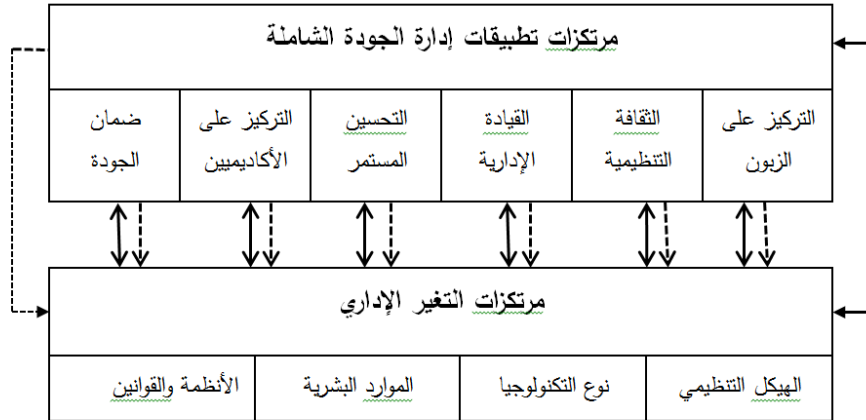 مرتكزات تطبيقات إدارة الجودة الشاملة
التركيز على
الزبون
الثقافة
التنظيمية
القيادة
الإدارية
التحسين
المستمر
التركيز على
الأكاديميين
ضمان
الجودة
مرتكزات التغير الإداري
الهيكل التنظيمي
نوع التكنولوجيا
الموارد البشرية
الأنظمة والقوانين